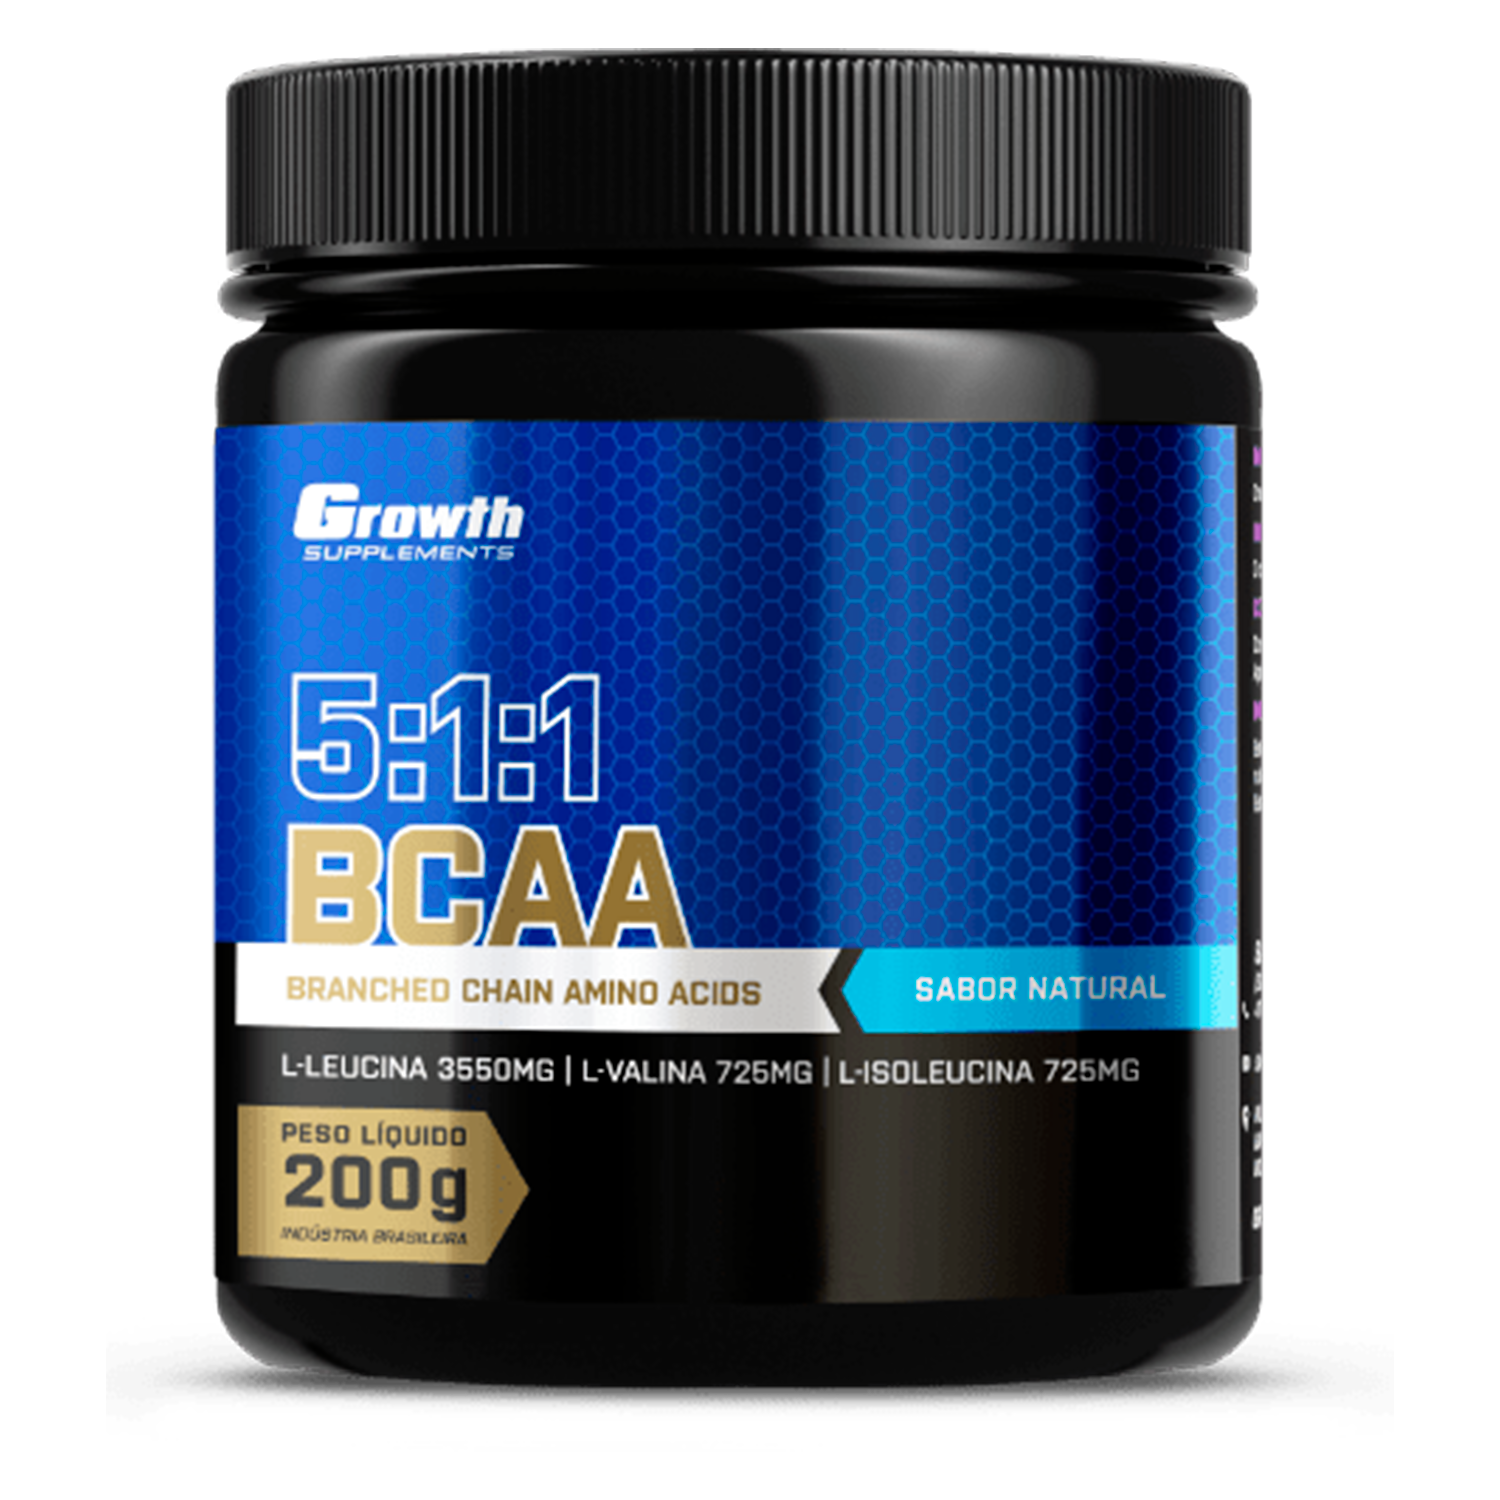 Growth
SUPPLEMENTS
5:1:1
BCAA
BRANCHED CHAIN AMINO ACIDS
SABOR NATURAL
L-LEUCINA 3550MG | L-VALINA 725MG | L-ISOLEUCINA 725MG
PESO LÍQUIDO
200g
INDÚSTRIA BRASILEIRA